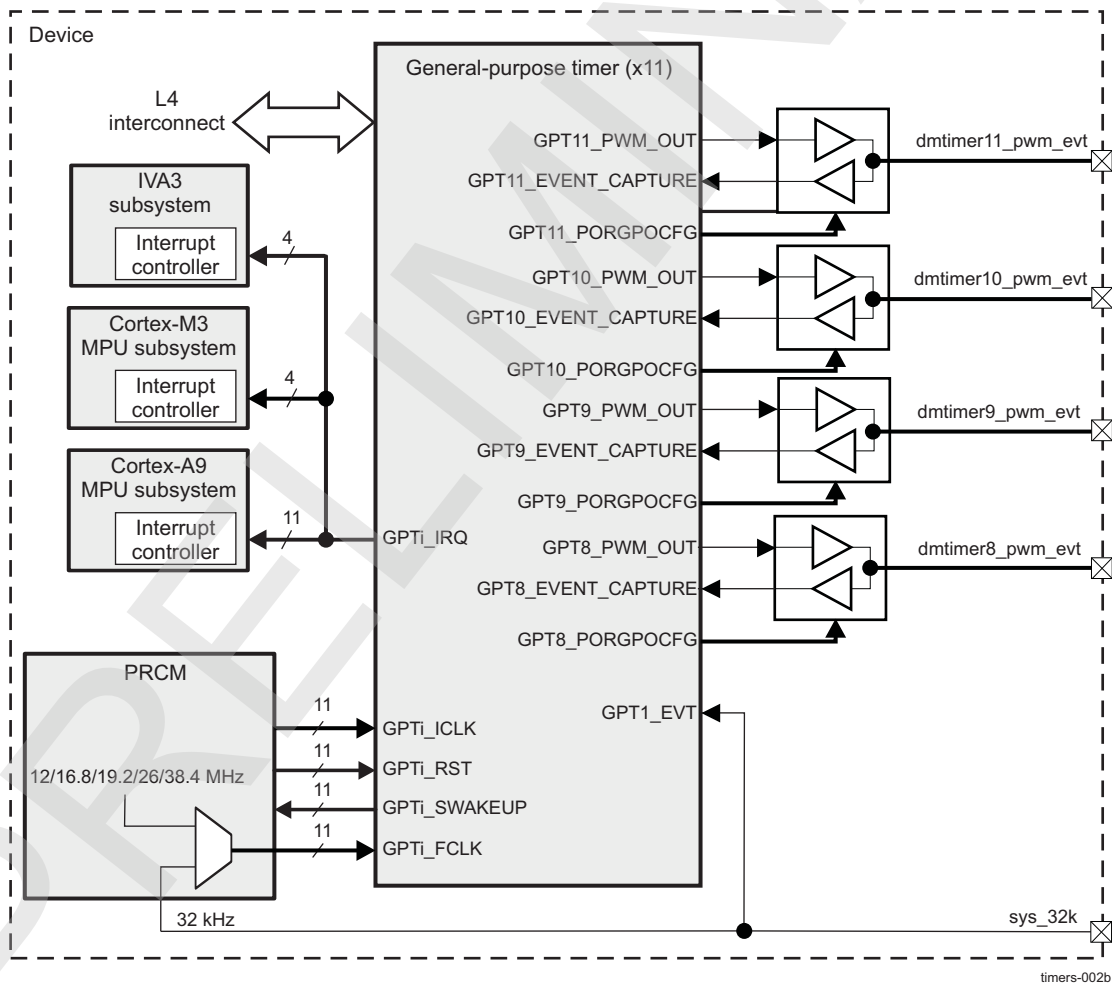 Device
General-purpose timer (x11)
L4
interconnect
IVA3
subsystem
Interrupt
controller
4
Cortex-M3
MPU subsystem
Interrupt
controller
4
Cortex-A9
MPU subsystem
Interrupt
controller
11
GPTi_IRQ
GPT11_PWM_OUT
GPT11_EVENT_CAPTURE
GPT11_PORGPOCFG
dmtimer11_pwm_evt
GPT10_PWM_OUT
GPT10_EVENT_CAPTURE
GPT10_PORGPOCFG
dmtimer10_pwm_evt
GPT9_PWM_OUT
GPT9_EVENT_CAPTURE
GPT9_PORGPOCFG
dmtimer9_pwm_evt
GPT8_PWM_OUT
GPT8_EVENT_CAPTURE
GPT8_PORGPOCFG
dmtimer8_pwm_evt
GPT1_EVT
PRCM
12/16.8/19.2/26/38.4 MHz
11
GPTi_ICLK
11
GPTi_RST
11
GPTi_SWAKEUP
11
GPTi_FCLK
32 kHz
sys_32k
timers-002b